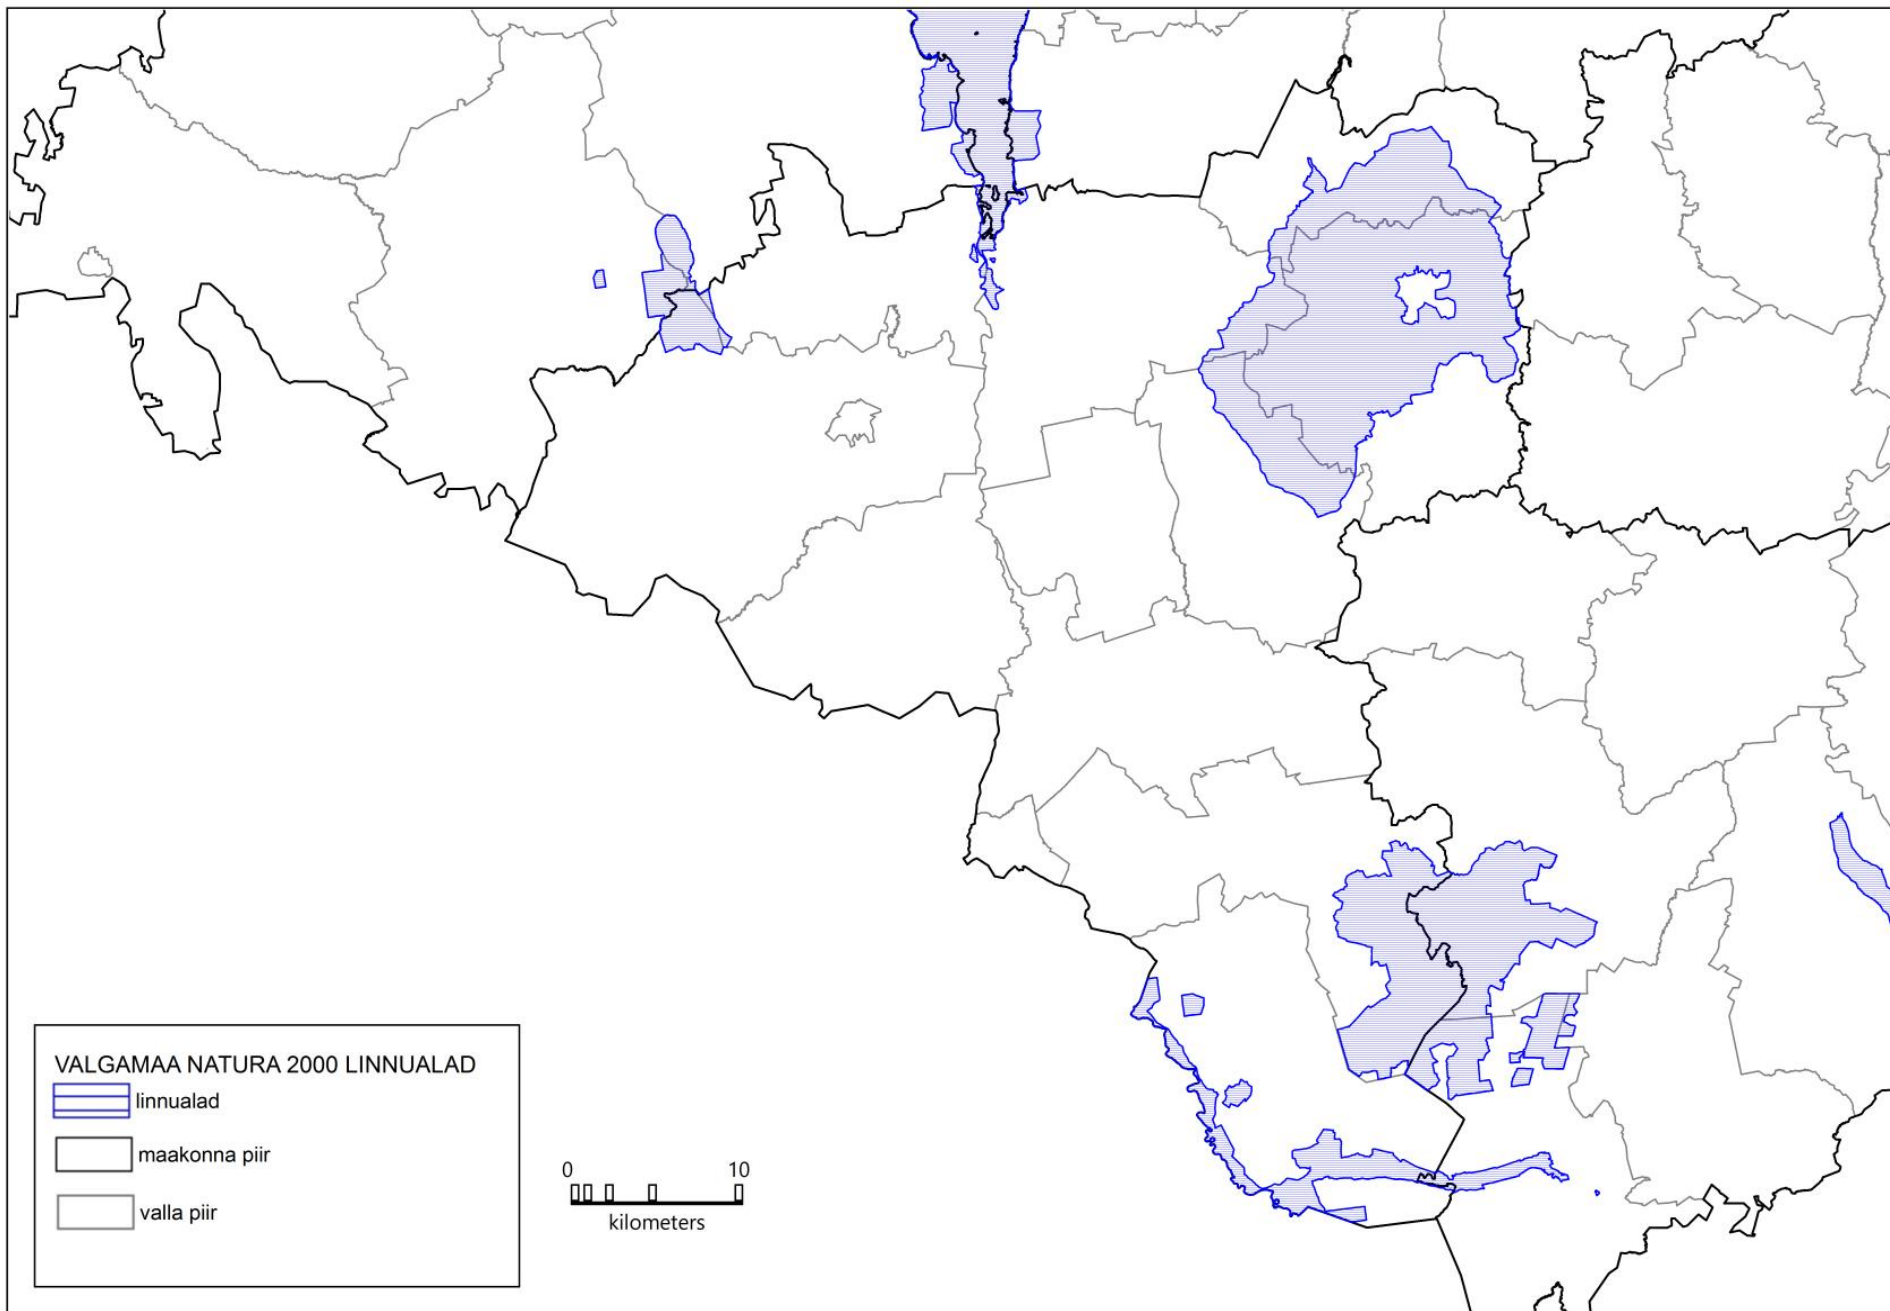 VALGAMAA NATURA 2000 LINNUALAD
linnualad
maakonna piir
valla piir
0 10
kilometers